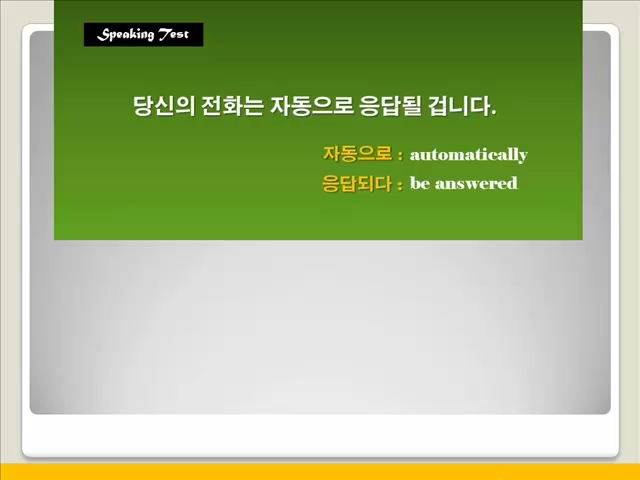 Speaking Test
당신의 전화는 자동으로 응답될 겁니다.
자동으로 : automatically
응답되다 : be answered